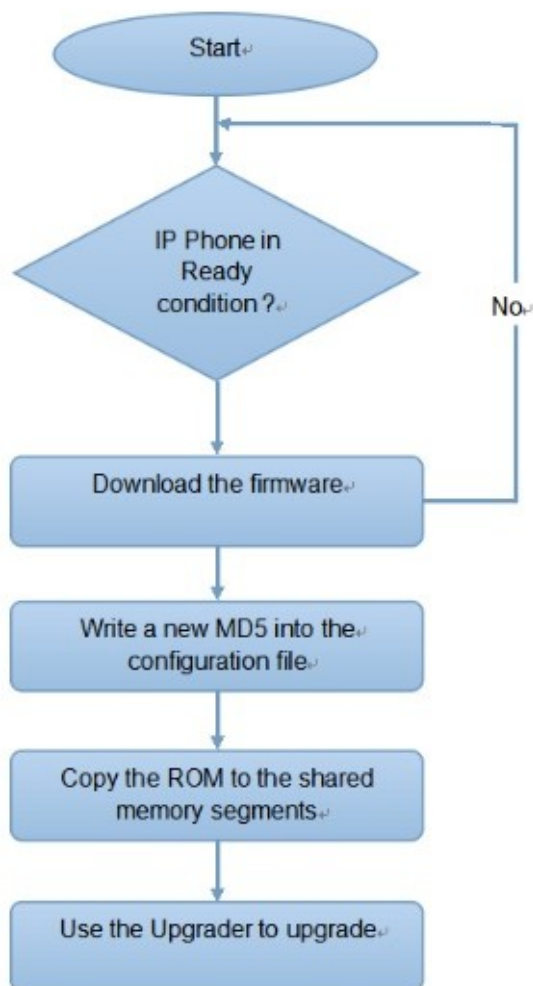 Start
IP Phone in
Ready
condition?
No
Download the firmware
Write a new MD5 into the
configuration file
Copy the ROM to the shared
memory segments
Use the Upgrader to upgrade